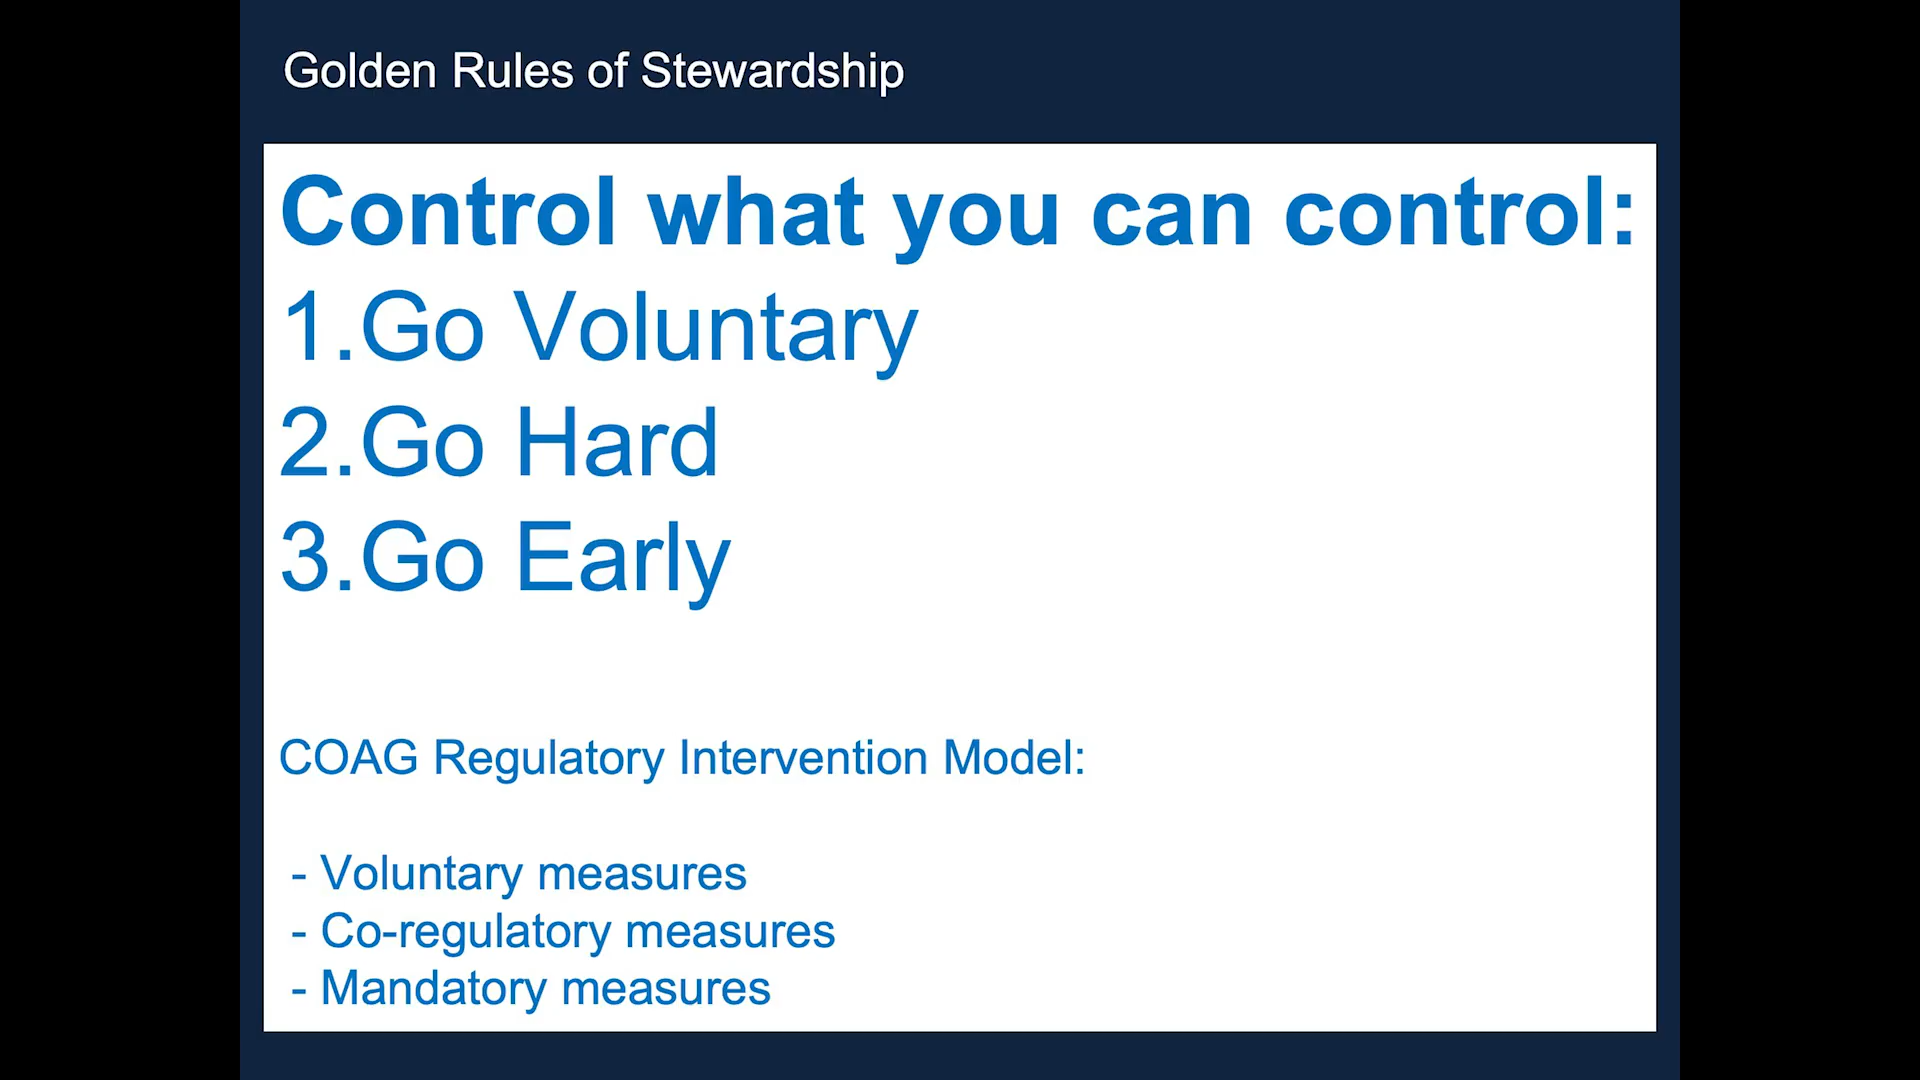 Golden Rules of Stewardship
Control what you can control:
1.Go Voluntary
2.Go Hard
3.Go Early
COAG Regulatory Intervention Model:
- Voluntary measures
- Co-regulatory measures
- Mandatory measures